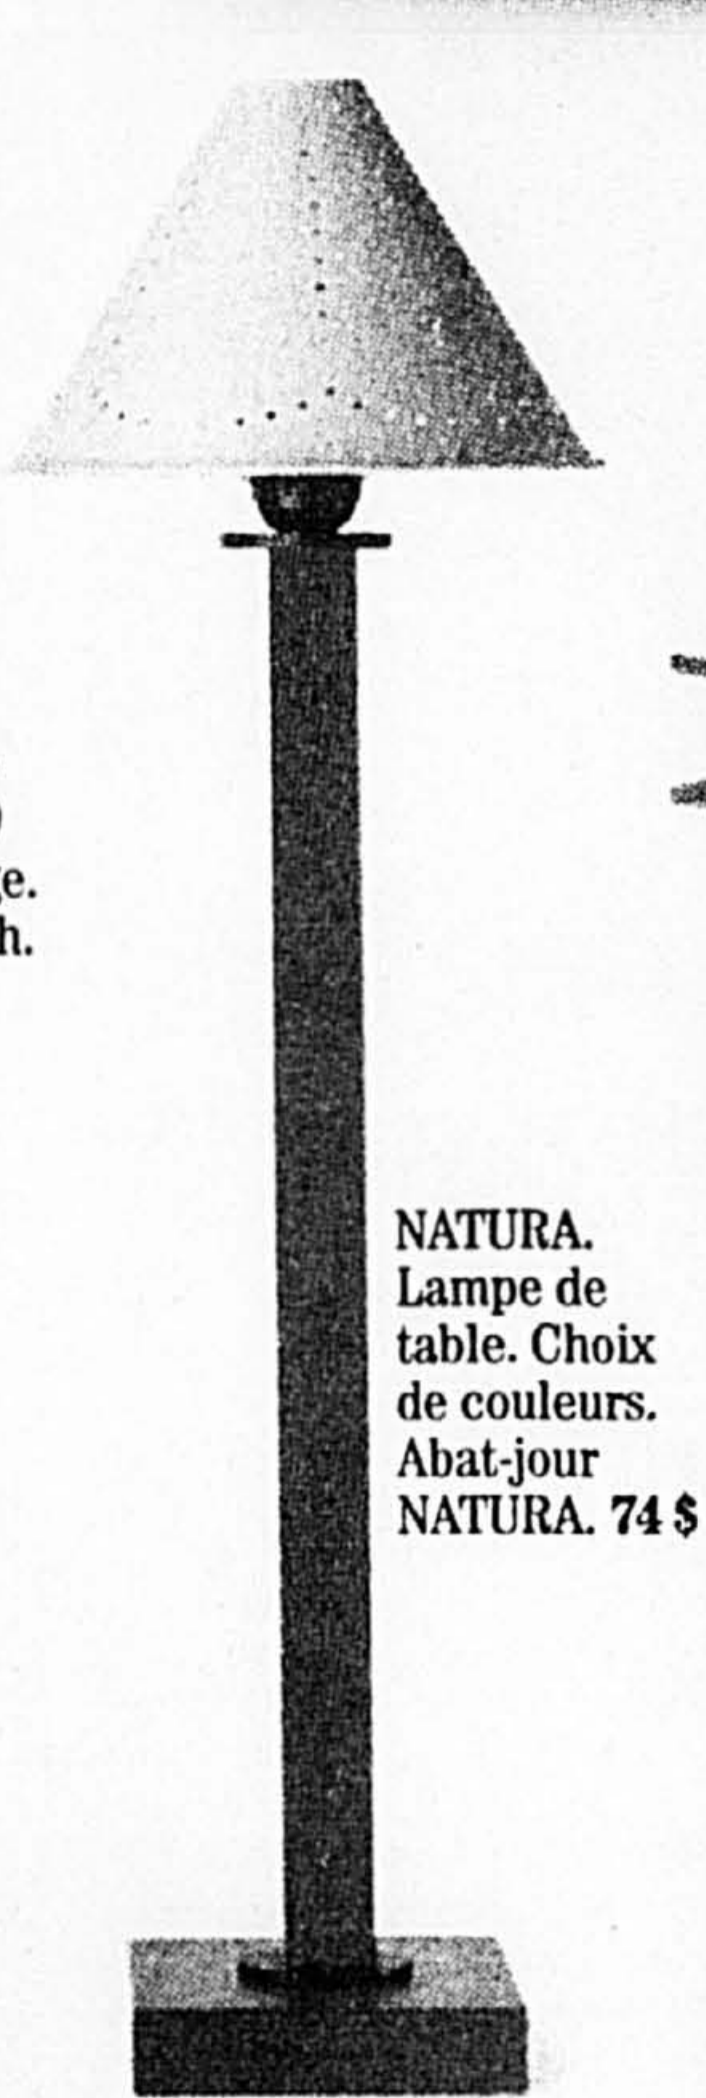 NATURA.
Lampe de
table. Choix
de couleurs.
Abat-jour
NATURA. 74 $
h.